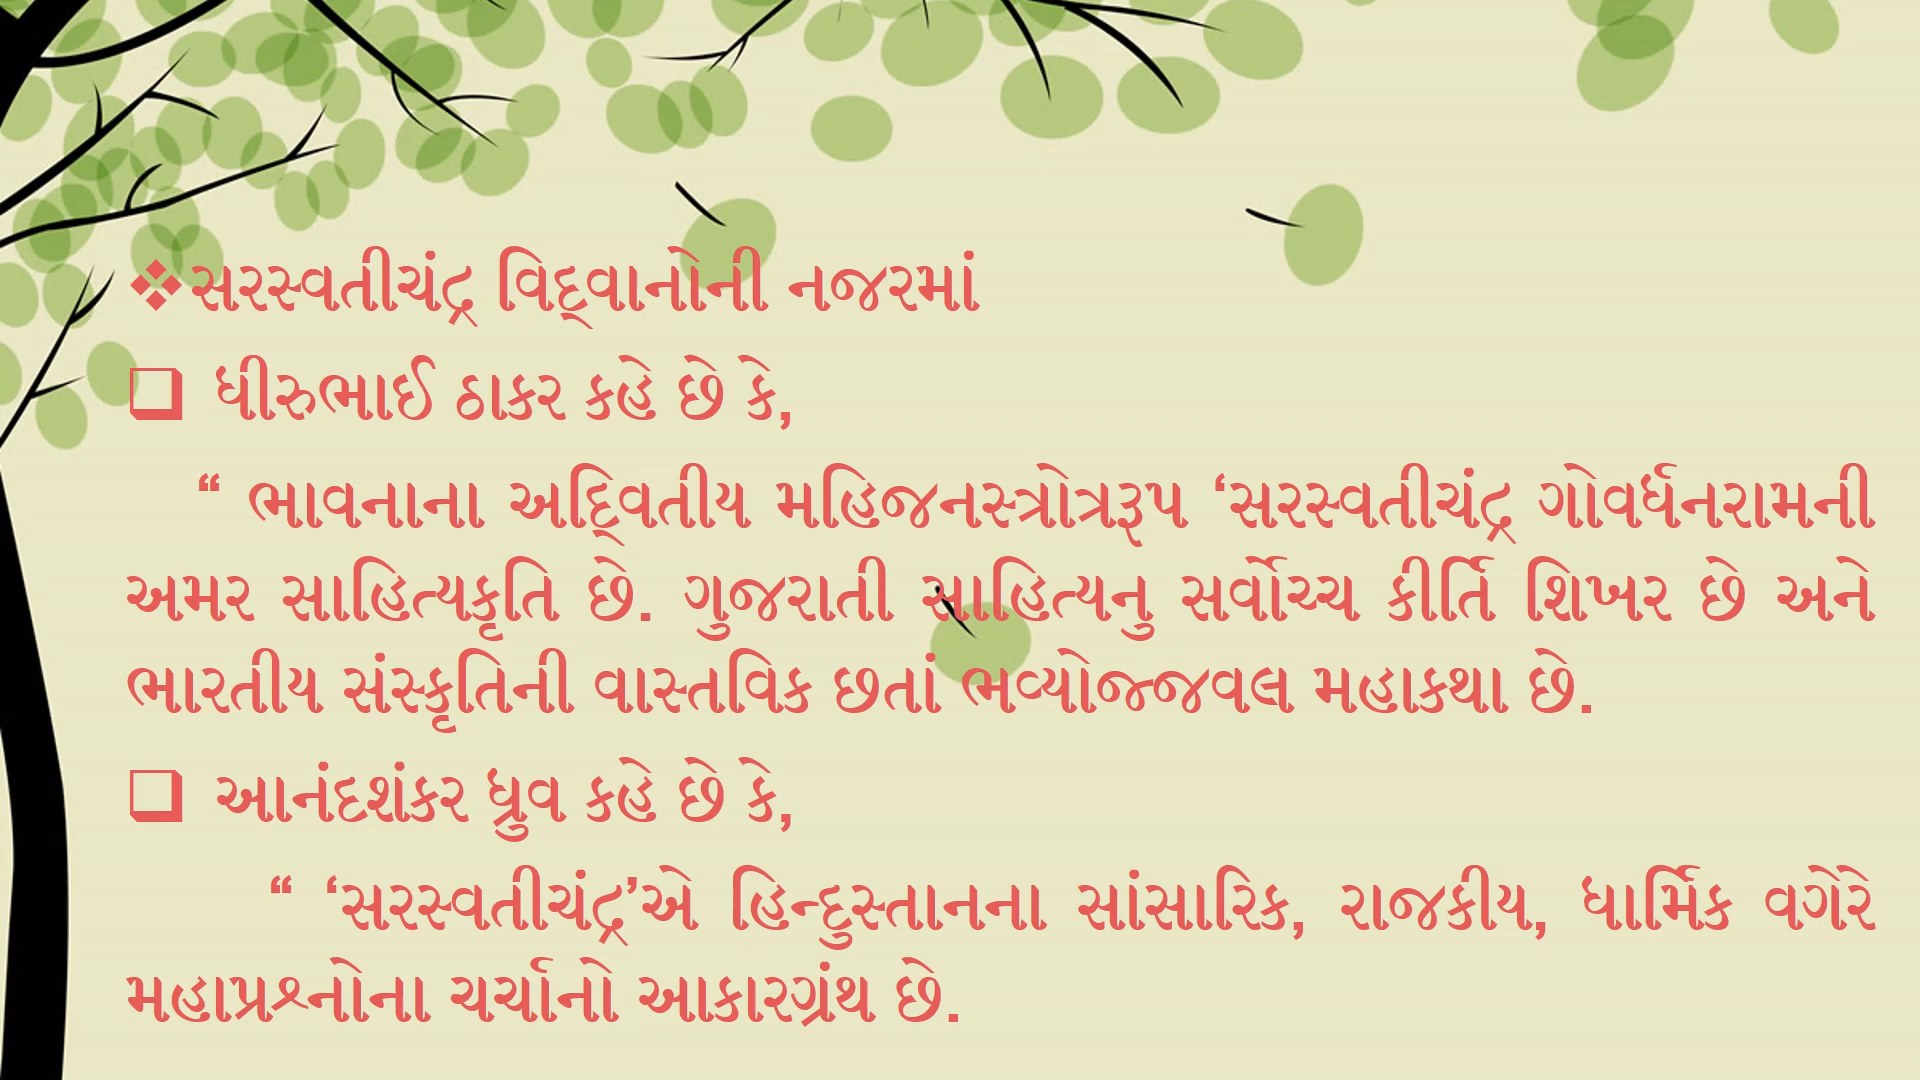 ❖સરસ્વતીચંદ્ર વિદ્‌વાનોની નજરમાં
❑ ધીરુભાઈ ઠાકર કહે છે કે,
“ ભાવનાના અદ્‌વિતીય મહિજનસ્ત્રોત્રરૂપ ‘સરસ્વતીચંદ્ર ગોવર્ધનરામની
અમર સાહિત્યકૃતિ છે. ગુજરાતી સાહિત્યનુ સર્વોચ્ચ કીર્તિ શિખર છે અને
ભારતીય સંસ્કૃતિની વાસ્તવિક છતાં ભવ્યોજ્જવલ મહાકથા છે.
❑ આનંદશંકર ધ્રુવ કહે છે કે,
“ ‘સરસ્વતીચંદ્ર’એ હિન્દુસ્તાનના સાંસારિક, રાજકીય, ધાર્મિક વગેરે
મહાપ્રશ્નોના ચર્ચાનો આકારગ્રંથ છે.